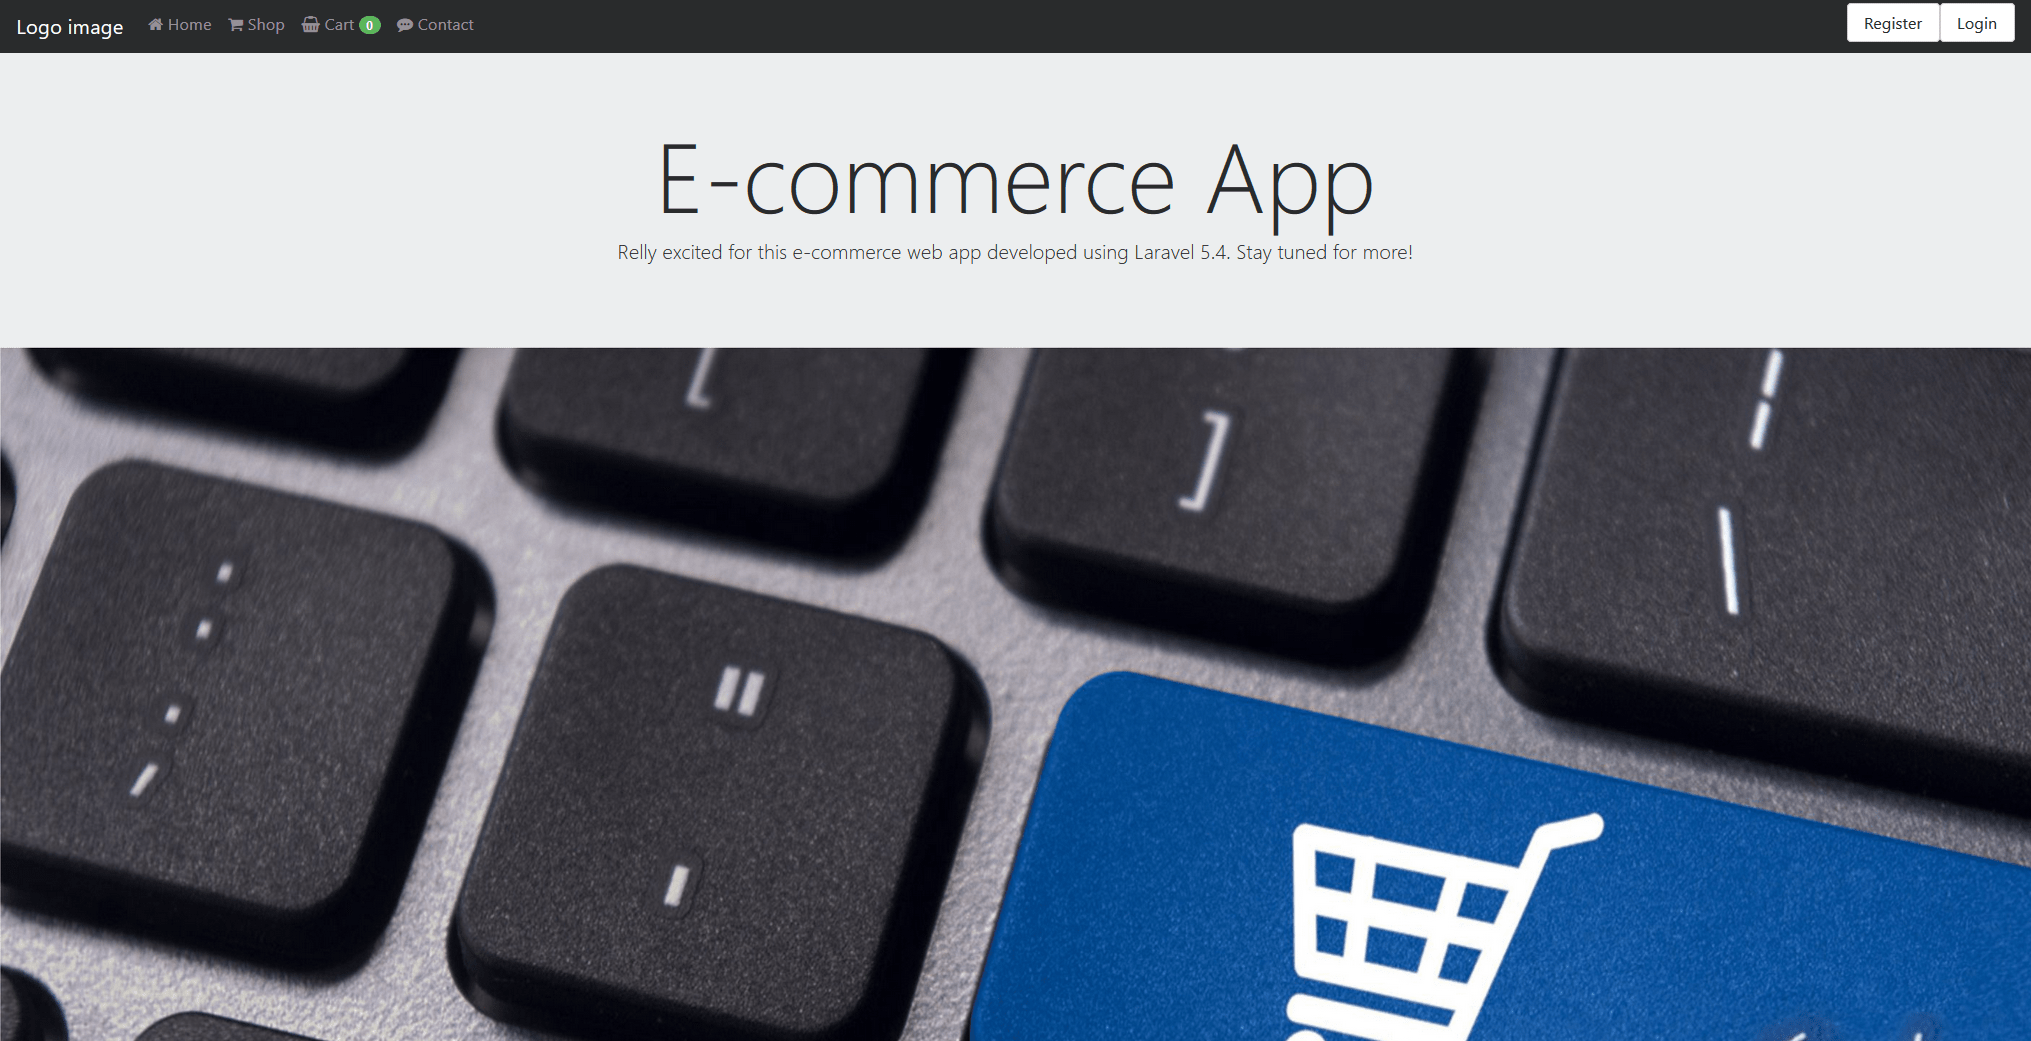 Logo image Home Shop Cart 0 Contact Register Login
E-commerce App
Relly excited for this e-commerce web app developed using Laravel 5.4. Stay tuned for more!
[
]
¦
\
:
;
"
'